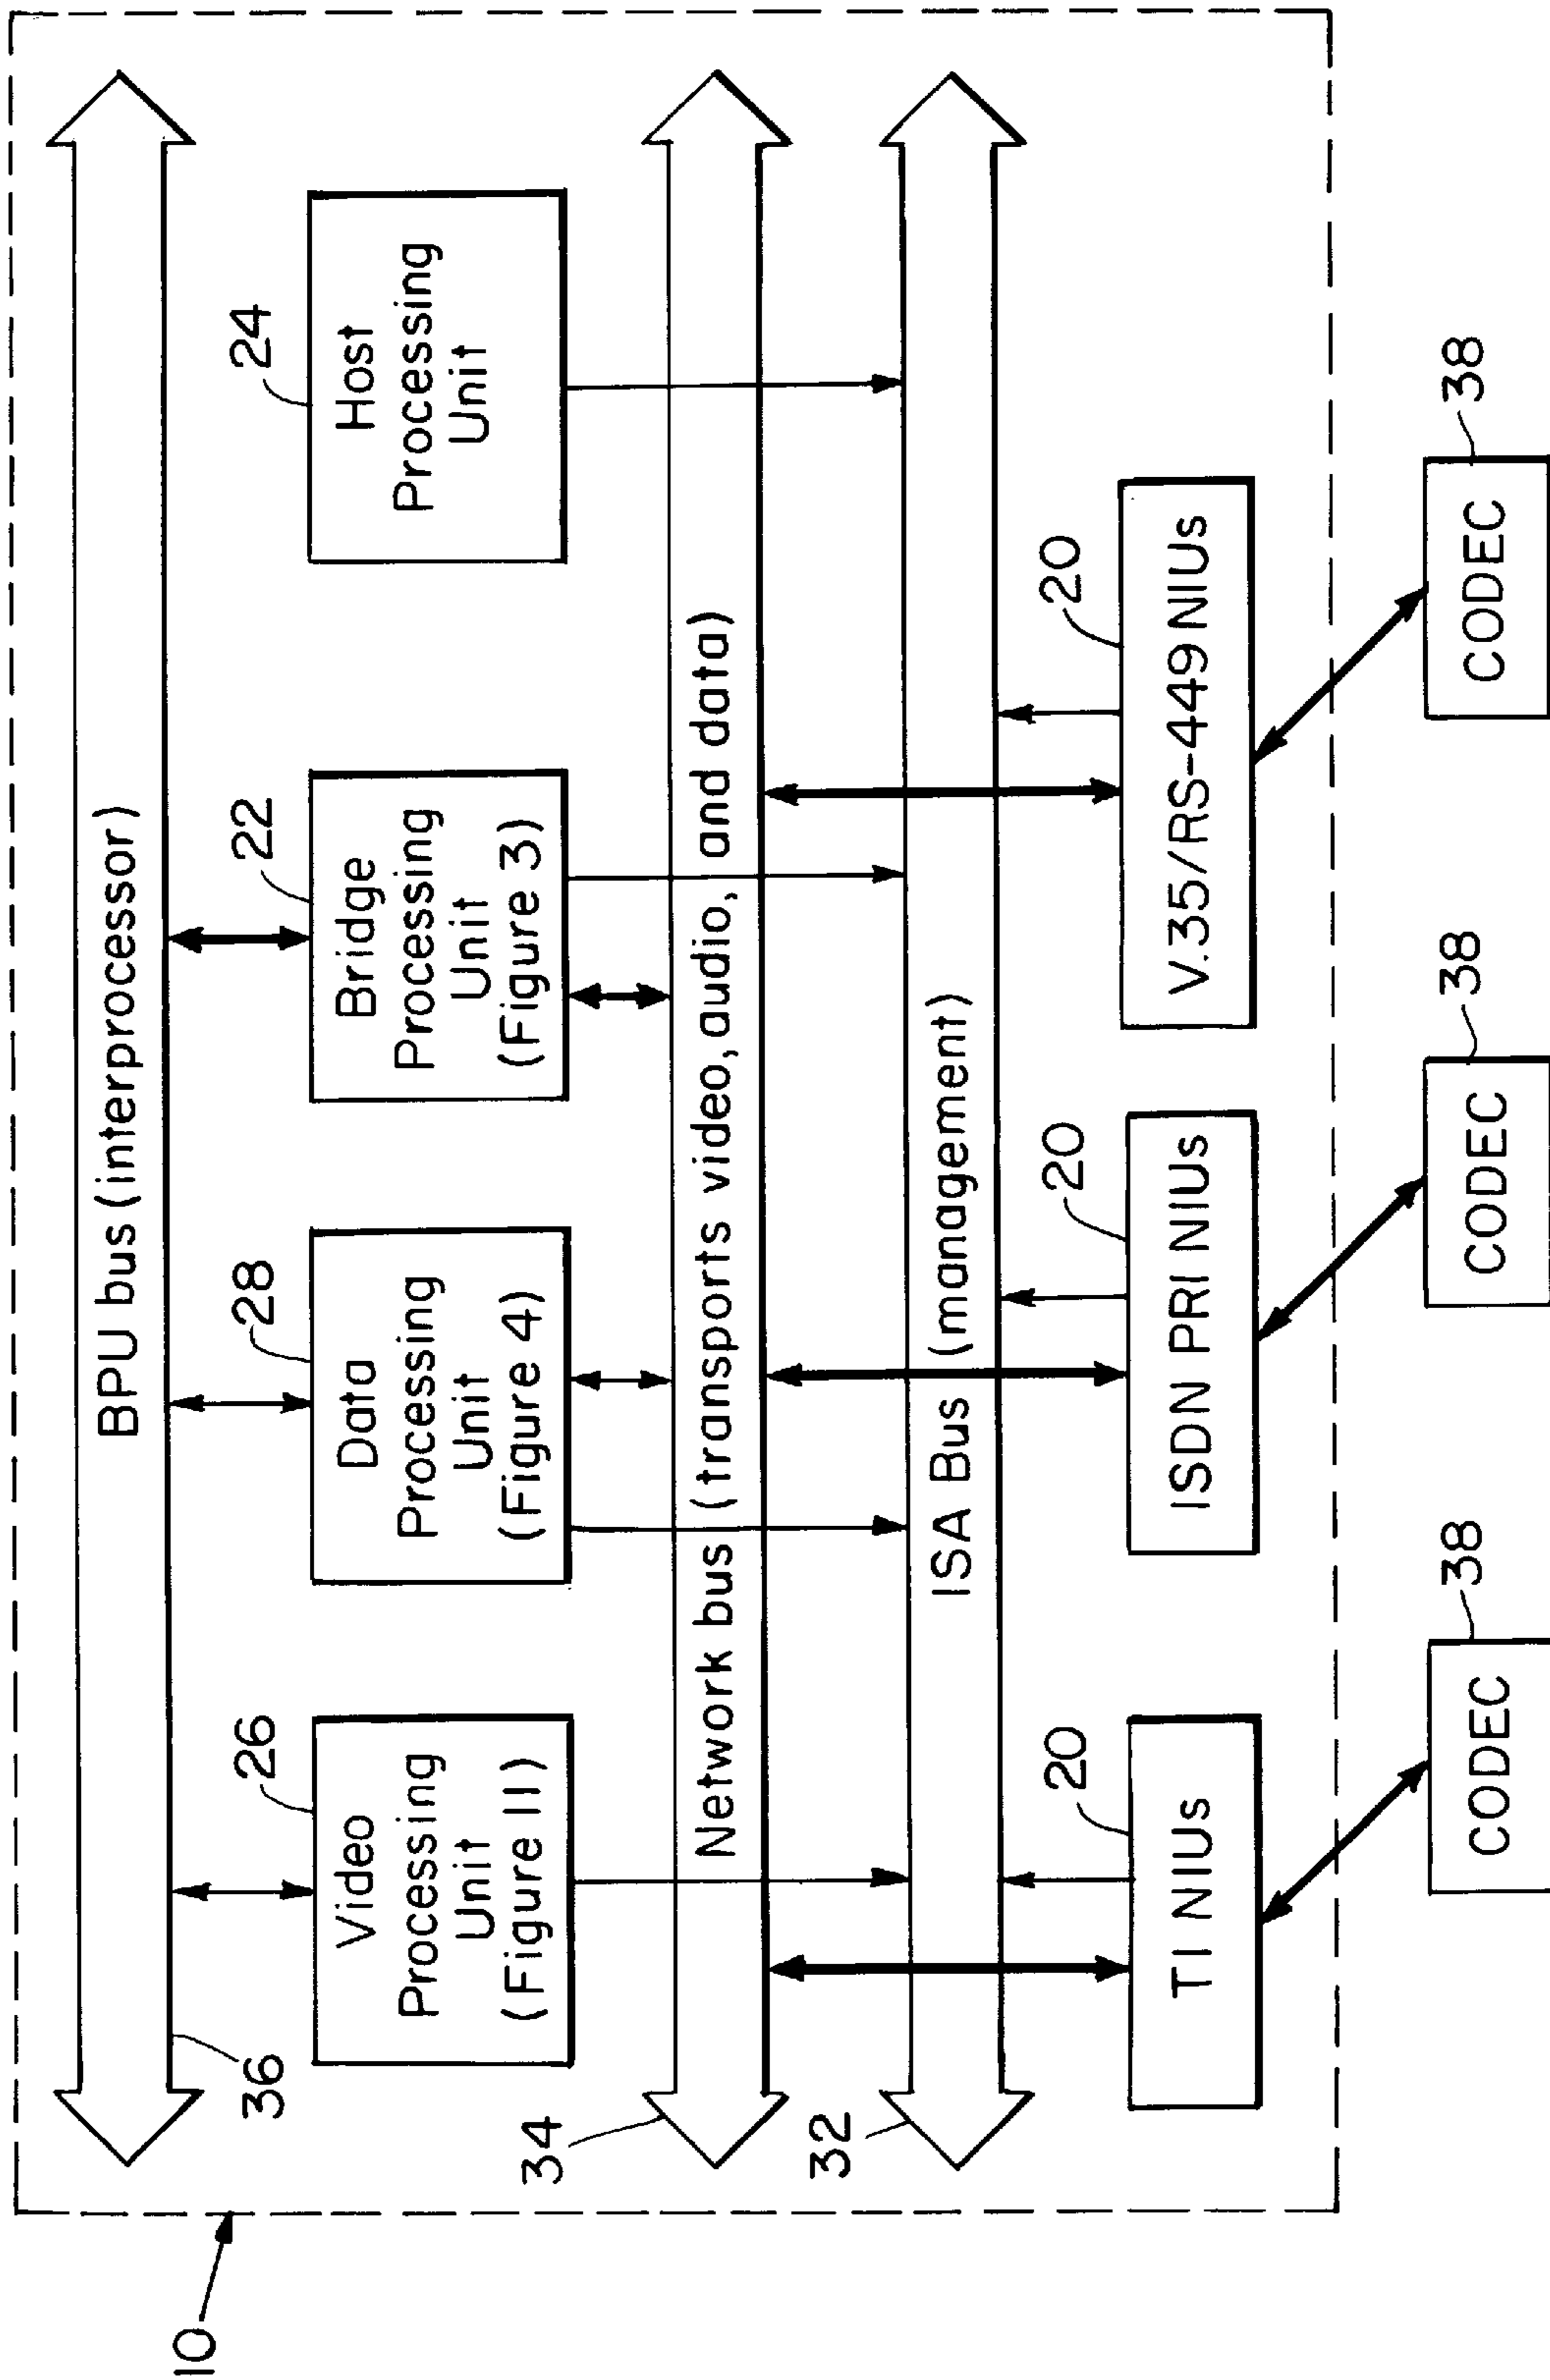 10
BPU bus (interprocessor)
36
26
28
22
24
Video
Processing
Unit
(Figure 11)
Data
Processing
Unit
(Figure 4)
Bridge
Processing
Unit
(Figure 3)
Host
Processing
Unit
34
Network bus (transports video, audio, and data)
32
ISA Bus (management)
20
20
20
T1 NIUs
ISDN PRI NIUs
V.35/RS-449 NIUs
38
38
38
CODEC
CODEC
CODEC